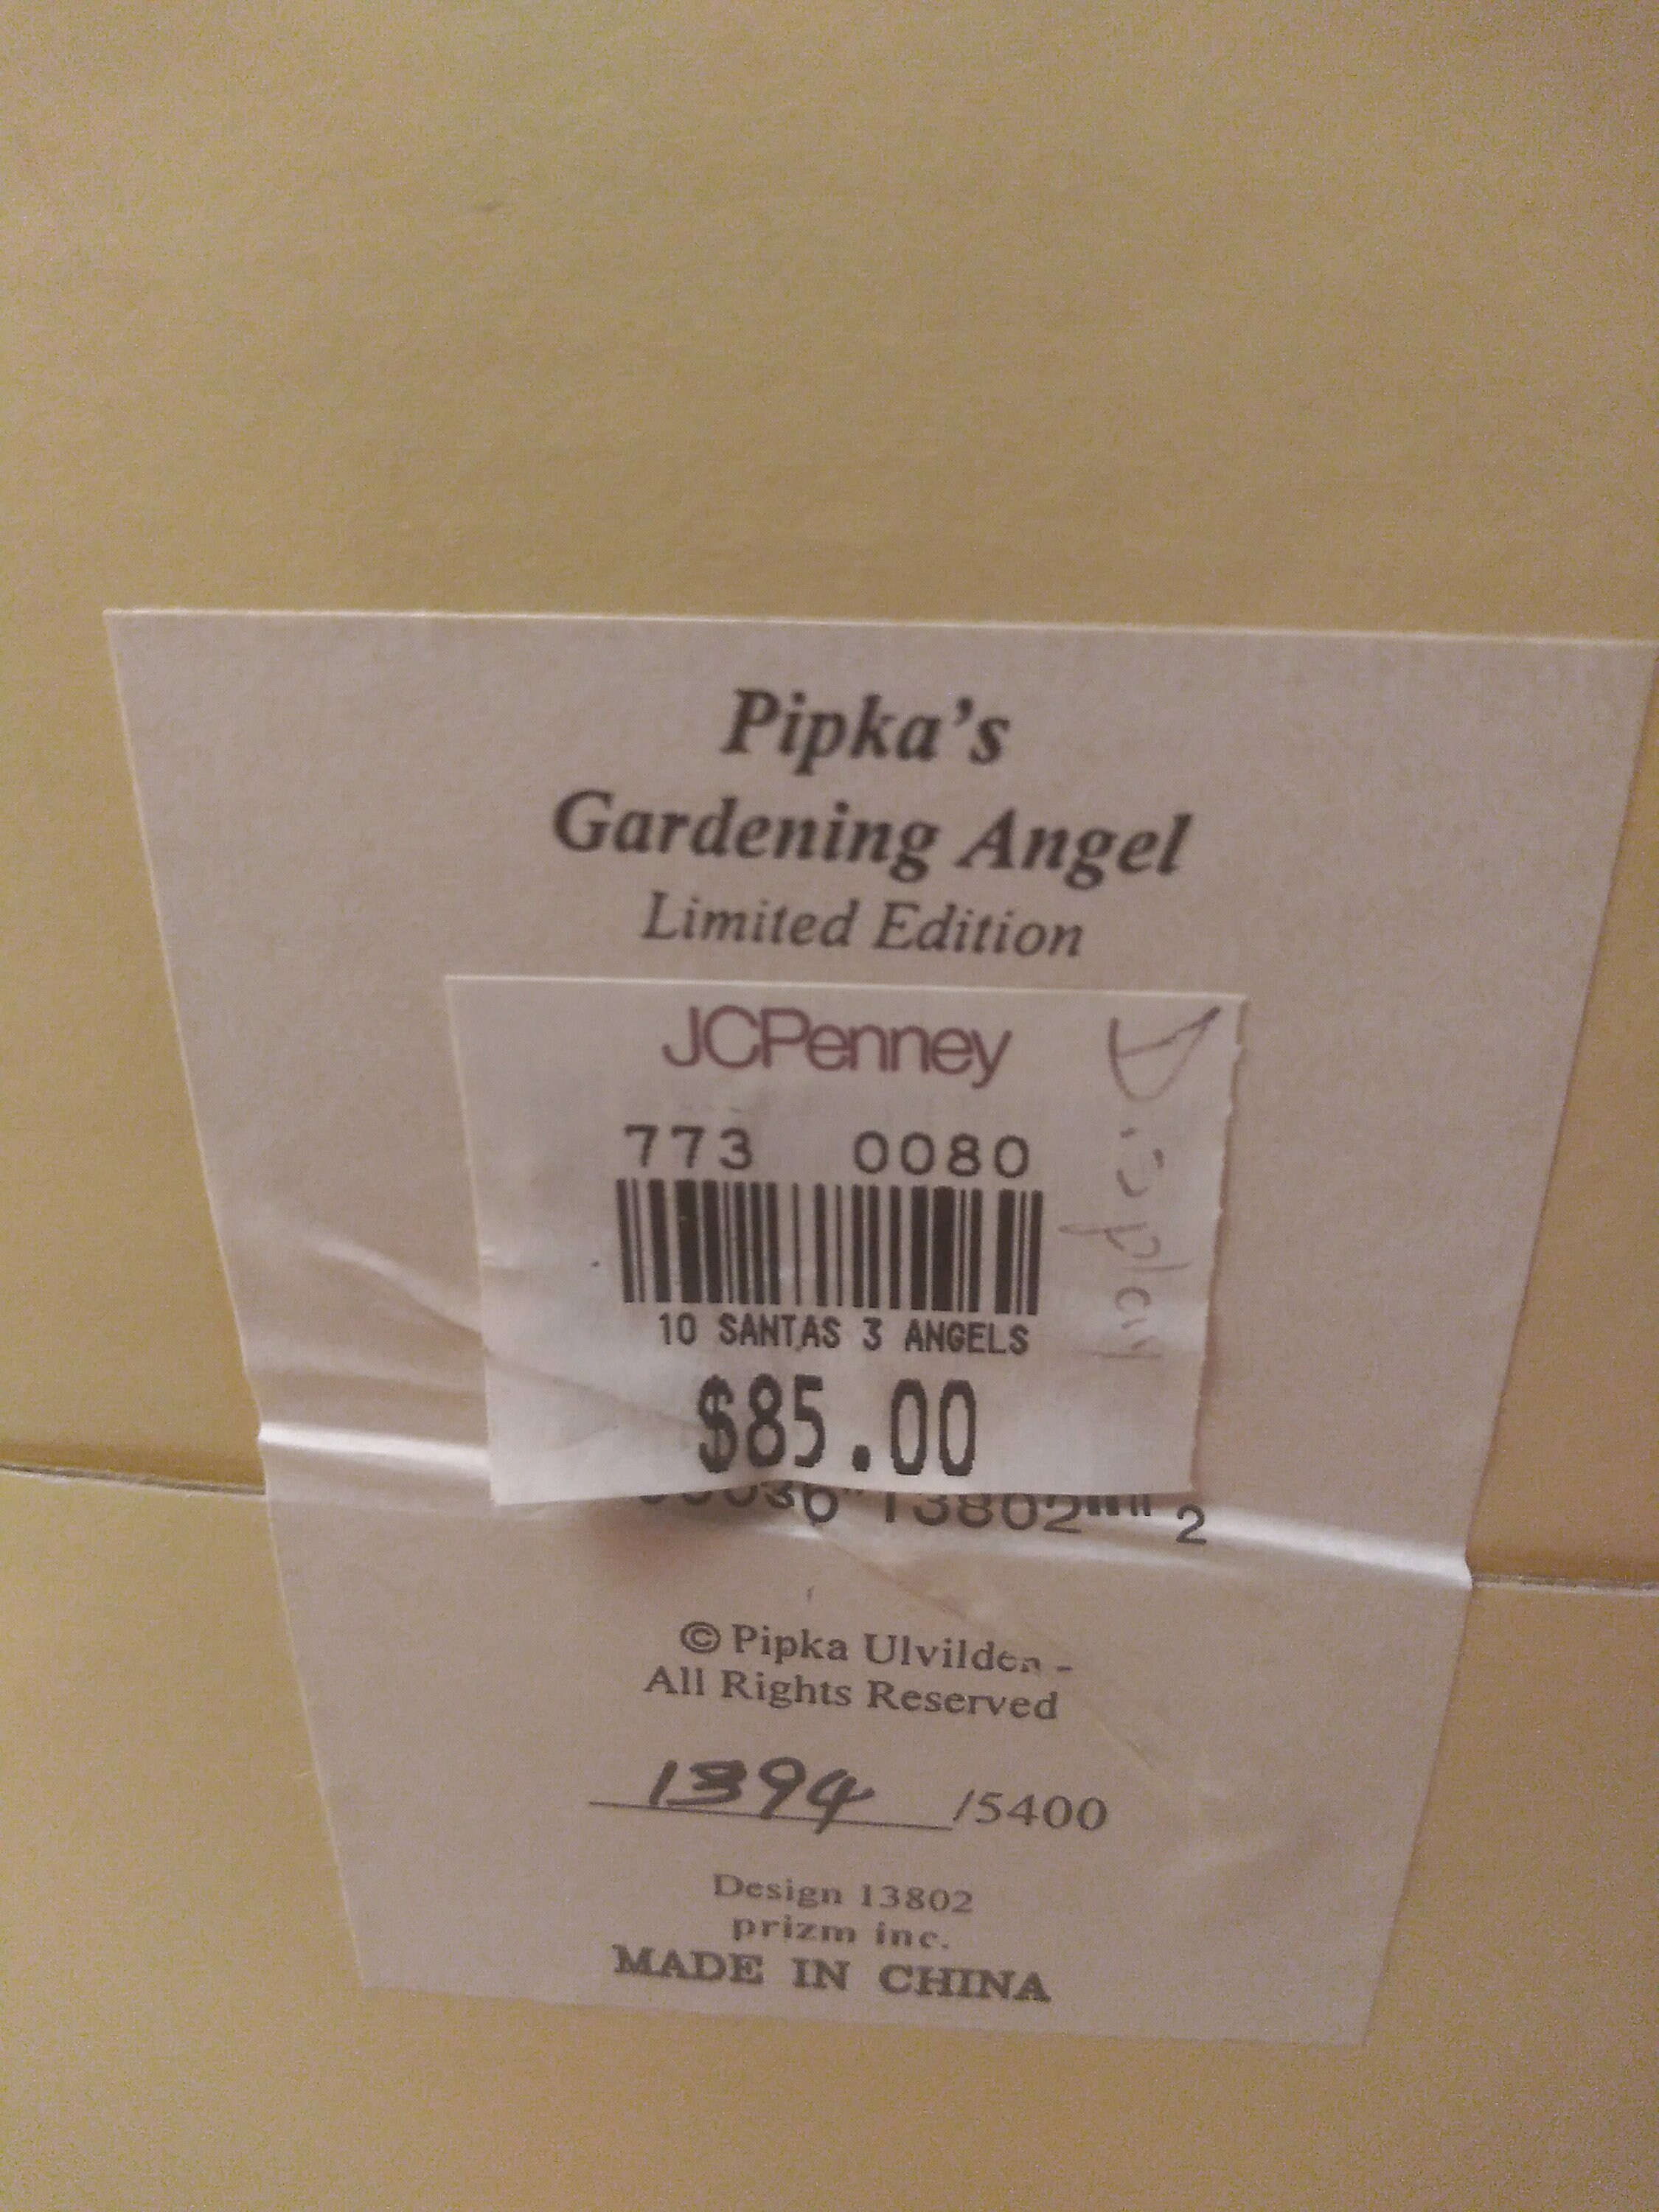 Pipka's
Gardening Angel
Limited Edition
JCPenney
773 0080
Display
10 SANTAS 3 ANGELS
$85.00
13802 2
© Pipka Ulvilden -
All Rights Reserved
1394 /5400
Design 13802
prizm inc.
MADE IN CHINA